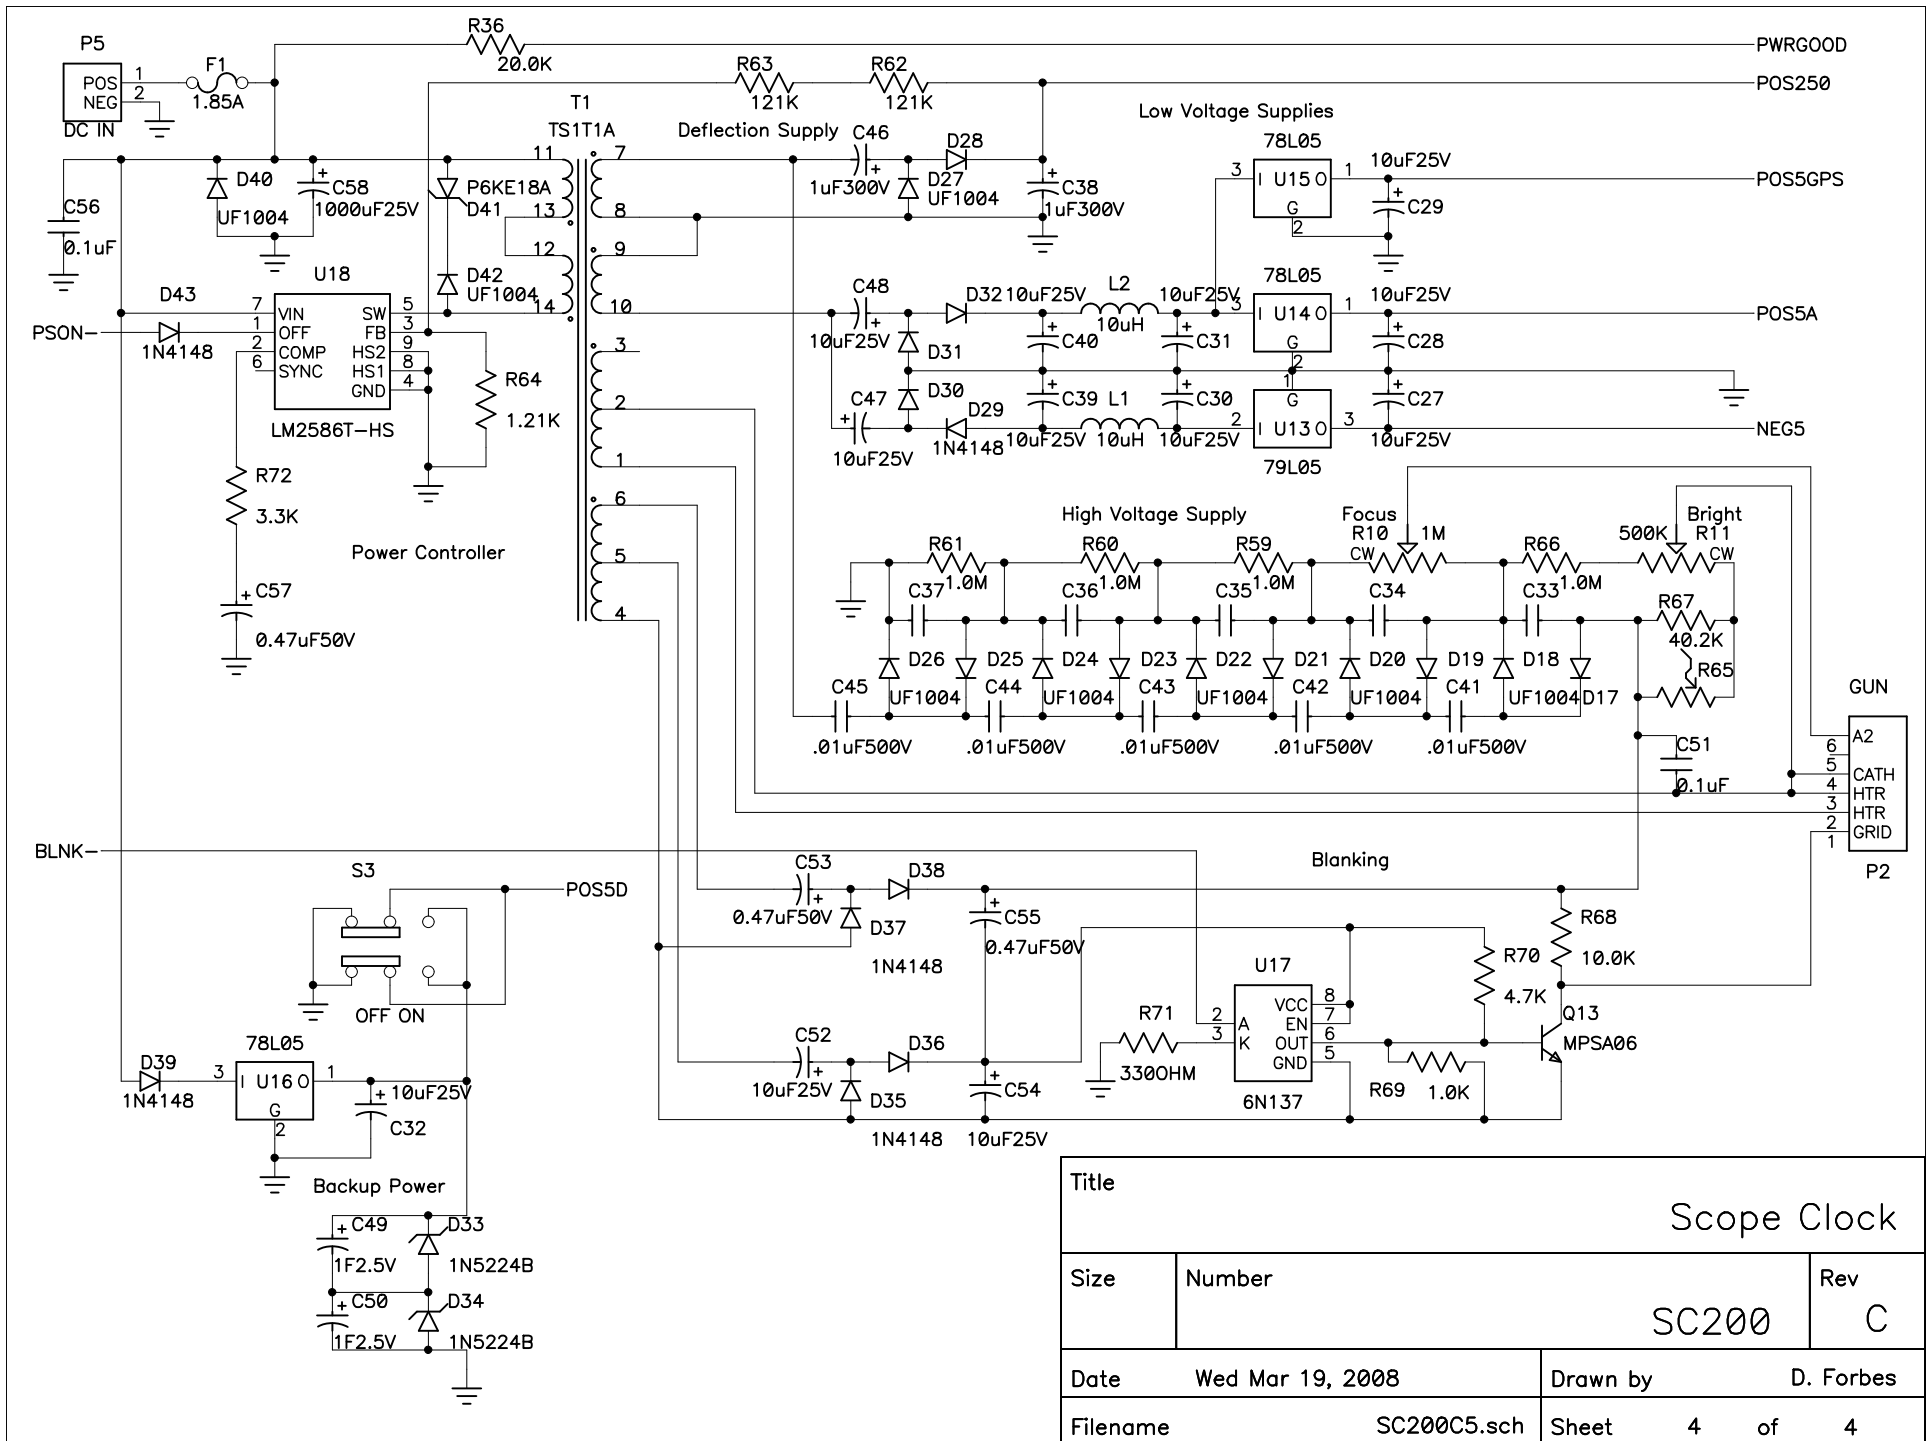 R36
20.0K
PWRGOOD
P5
POS 1
NEG 2
DC IN
F1
1.85A
R63
121K
R62
121K
POS250
T1
TS1T1A
Deflection Supply
C46
1uF300V
D28
D27
UF1004
C38
1uF300V
Low Voltage Supplies
78L05
3 I U15 O 1
G
2
10uF25V
C29
POS5GPS
C56
0.1uF
D40
UF1004
C58
1000uF25V
P6KE18A
D41
D42
UF1004
11
13
12
14
7
8
9
10
3
2
1
6
5
4
U18
7 VIN
1 OFF
2 COMP
6 SYNC
SW 5
FB 3
HS2 9
HS1 8
GND 4
LM2586T-HS
D43
PSON-
1N4148
R64
1.21K
R72
3.3K
C57
0.47uF50V
Power Controller
C48
10uF25V
D32
10uF25V
L2
10uH
10uF25V
78L05
3 I U14 O 1
G
2
10uF25V
POS5A
D31
C40
C31
C28
D30
C39
C30
C27
C47
10uF25V
D29
1N4148
10uF25V
L1
10uH
10uF25V
1
G
2 I U13 O 3
79L05
10uF25V
NEG5
High Voltage Supply
Focus
R10
CW
1M
Bright
500K
R11
CW
R61
1.0M
R60
1.0M
R59
1.0M
R66
1.0M
C37
C36
C35
C34
C33
R67
40.2K
R65
D26
D25
D24
D23
D22
D21
D20
D19
D18
D17
UF1004
UF1004
UF1004
UF1004
UF1004
C45
C44
C43
C42
C41
.01uF500V
.01uF500V
.01uF500V
.01uF500V
.01uF500V
C51
0.1uF
GUN
A2
6
5 CATH
4 HTR
3 HTR
2 GRID
1
P2
BLNK-
Blanking
S3
POS5D
OFF ON
C53
0.47uF50V
D38
D37
1N4148
C55
0.47uF50V
C52
10uF25V
D36
D35
1N4148
C54
10uF25V
R71
330OHM
U17
2 A
3 K
VCC 8
EN 7
OUT 6
GND 5
6N137
R70
4.7K
R68
10.0K
Q13
MPSA06
R69
1.0K
D39
1N4148
78L05
3 I U16 O 1
G
2
10uF25V
C32
Backup Power
C49
1F2.5V
D33
1N5224B
C50
1F2.5V
D34
1N5224B
Title
Scope Clock
Size
Number
SC200
Rev
C
Date Wed Mar 19, 2008
Drawn by D. Forbes
Filename SC200C5.sch
Sheet 4 of 4